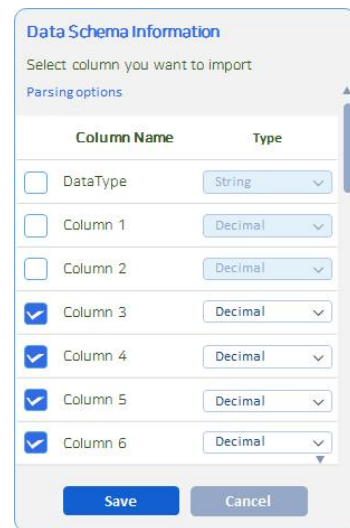 Data Schema Information
Select column you want to import
Parsing options
Column Name Type
DataType String
Column 1 Decimal
Column 2 Decimal
Column 3 Decimal
Column 4 Decimal
Column 5 Decimal
Column 6 Decimal
Save Cancel